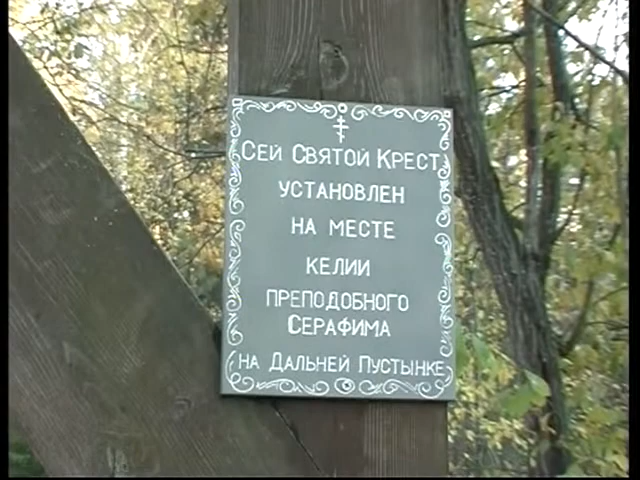 Сей Святой Крест
установлен
на месте
келии
преподобного
Серафима
на Дальней Пустынке